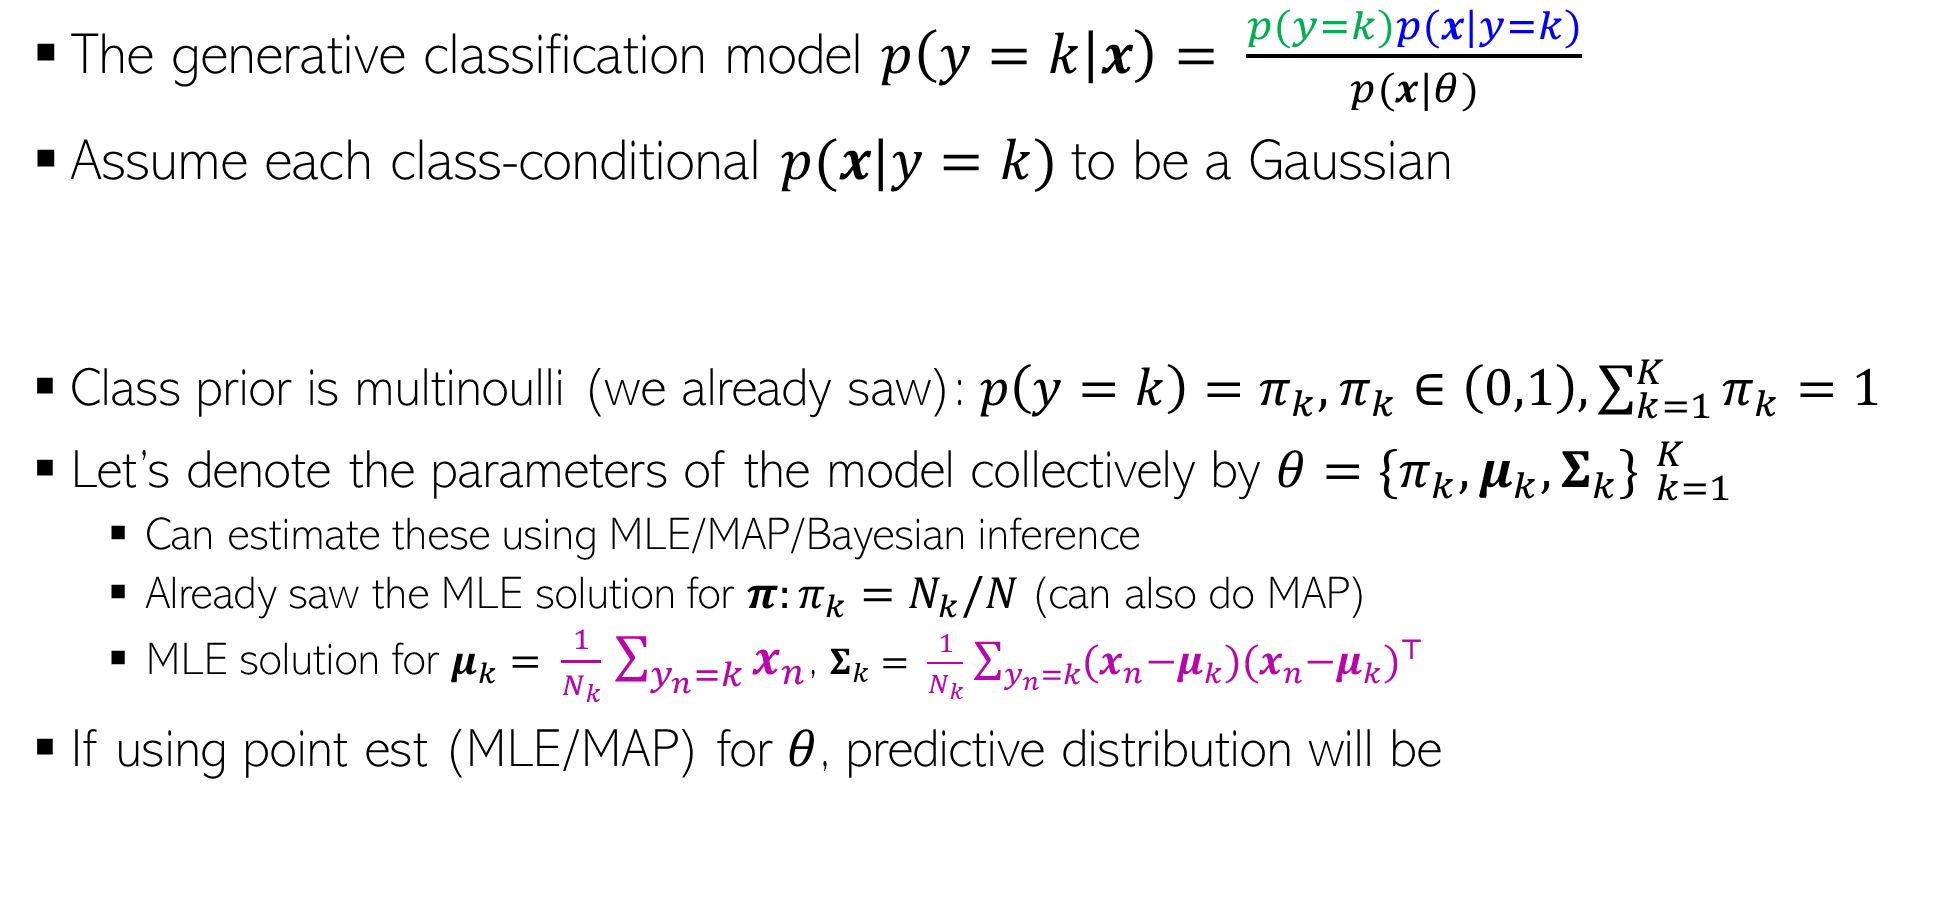 ▪ The generative classification model p(y = k|x) = p(y=k)p(x|y=k) / p(x|θ)
▪ Assume each class-conditional p(x|y = k) to be a Gaussian
▪ Class prior is multinoulli (we already saw): p(y = k) = π_k, π_k ∈ (0,1), ∑_{k=1}^{K} π_k = 1
▪ Let's denote the parameters of the model collectively by θ = {π_k, μ_k, Σ_k}_{k=1}^{K}
▪ Can estimate these using MLE/MAP/Bayesian inference
▪ Already saw the MLE solution for π: π_k = N_k/N (can also do MAP)
▪ MLE solution for μ_k = 1/N_k ∑_{y_n=k} x_n, Σ_k = 1/N_k ∑_{y_n=k}(x_n−μ_k)(x_n−μ_k)^⊤
▪ If using point est (MLE/MAP) for θ, predictive distribution will be